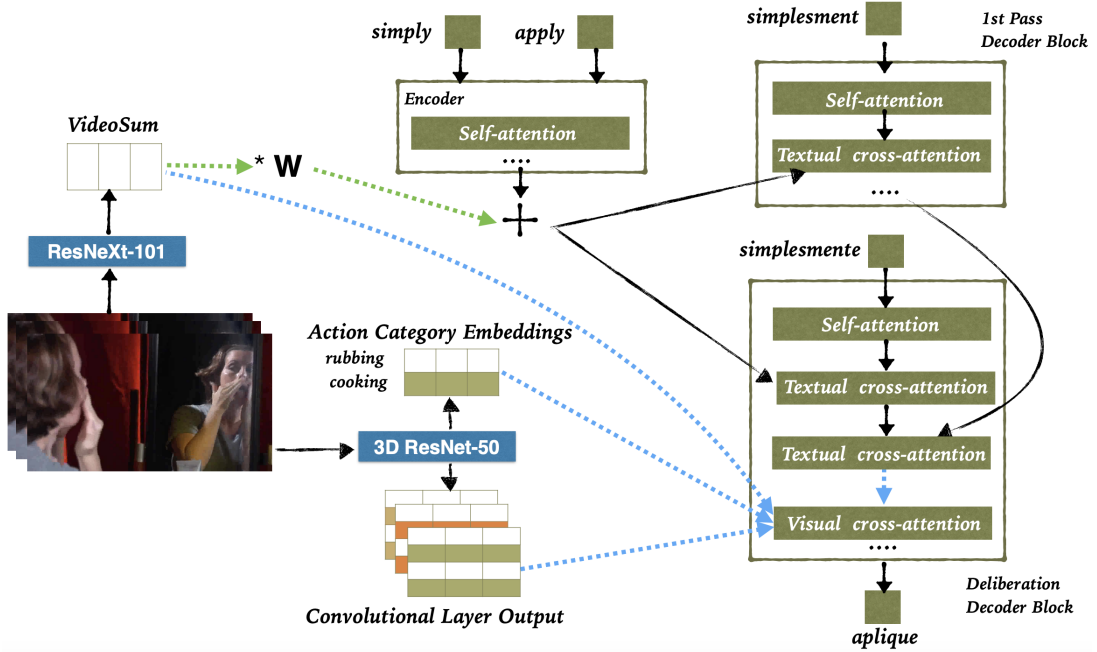 simply
apply
Encoder
Self-attention
....
VideoSum
* W
ResNeXt-101
Action Category Embeddings
rubbing
cooking
3D ResNet-50
Convolutional Layer Output
simplesment
1st Pass
Decoder Block
Self-attention
Textual cross-attention
....
simplesmente
Self-attention
Textual cross-attention
Textual cross-attention
Visual cross-attention
....
Deliberation
Decoder Block
aplique